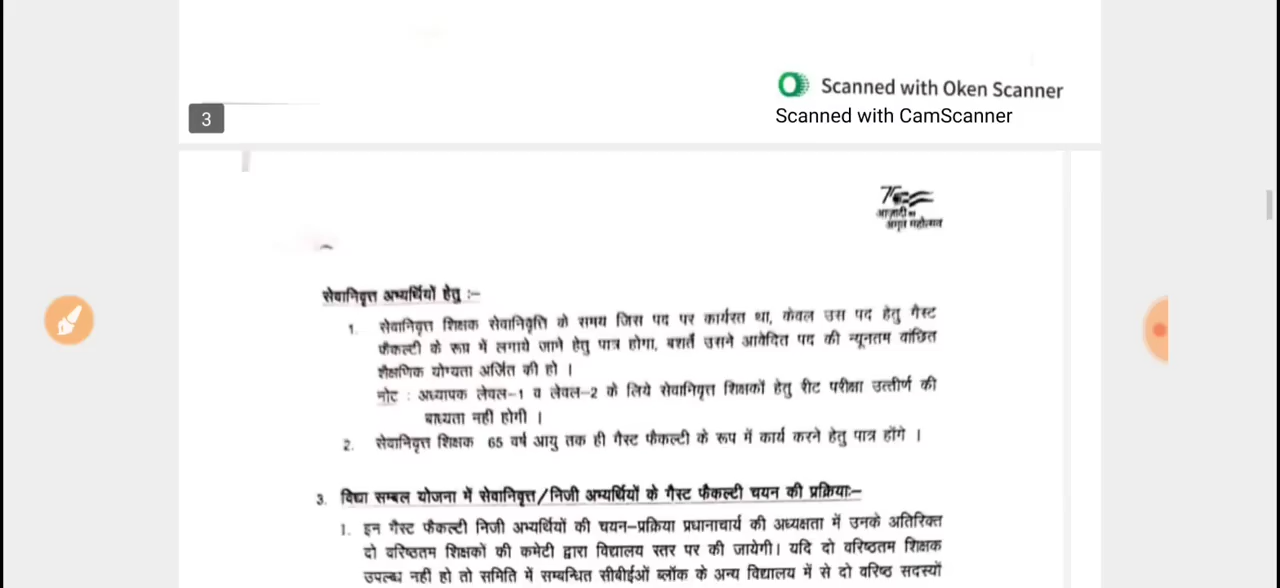 Scanned with Oken Scanner
Scanned with CamScanner
3
आज़ादी का
अमृत महोत्सव
सेवानिवृत्त अभ्यर्थियों हेतु :–
1. सेवानिवृत्त शिक्षक सेवानिवृति के समय जिस पद पर कार्यरत था, केवल उस पद हेतु गैस्ट
फैकल्टी के रूप में लगाये जाने हेतु पात्र होगा, बशर्ते उसने आवेदित पद की न्यूनतम वांछित
शैक्षणिक योग्यता अर्जित की हो ।
नोट : अध्यापक लेवल–1 व लेवल–2 के लिये सेवानिवृत्त शिक्षकों हेतु रीट परीक्षा उत्तीर्ण की
बाध्यता नही होगी ।
2. सेवानिवृत्त शिक्षक 65 वर्ष आयु तक ही गैस्ट फैकल्टी के रूप में कार्य करने हेतु पात्र होंगे ।
3. विद्या सम्बल योजना में सेवानिवृत्त/निजी अभ्यर्थियों के गैस्ट फैकल्टी चयन की प्रक्रियाः–
1. इन गैस्ट फैकल्टी निजी अभ्यर्थियों की चयन–प्रक्रिया प्रधानाचार्य की अध्यक्षता में उनके अतिरिक्त
दो वरिष्ठतम शिक्षकों की कमेटी द्वारा विद्यालय स्तर पर की जायेगी। यदि दो वरिष्ठतम शिक्षक
उपलब्ध नहीं हो तो समिति में सम्बन्धित सीबीईओं ब्लॉक के अन्य विद्यालय में से दो वरिष्ठ सदस्यों